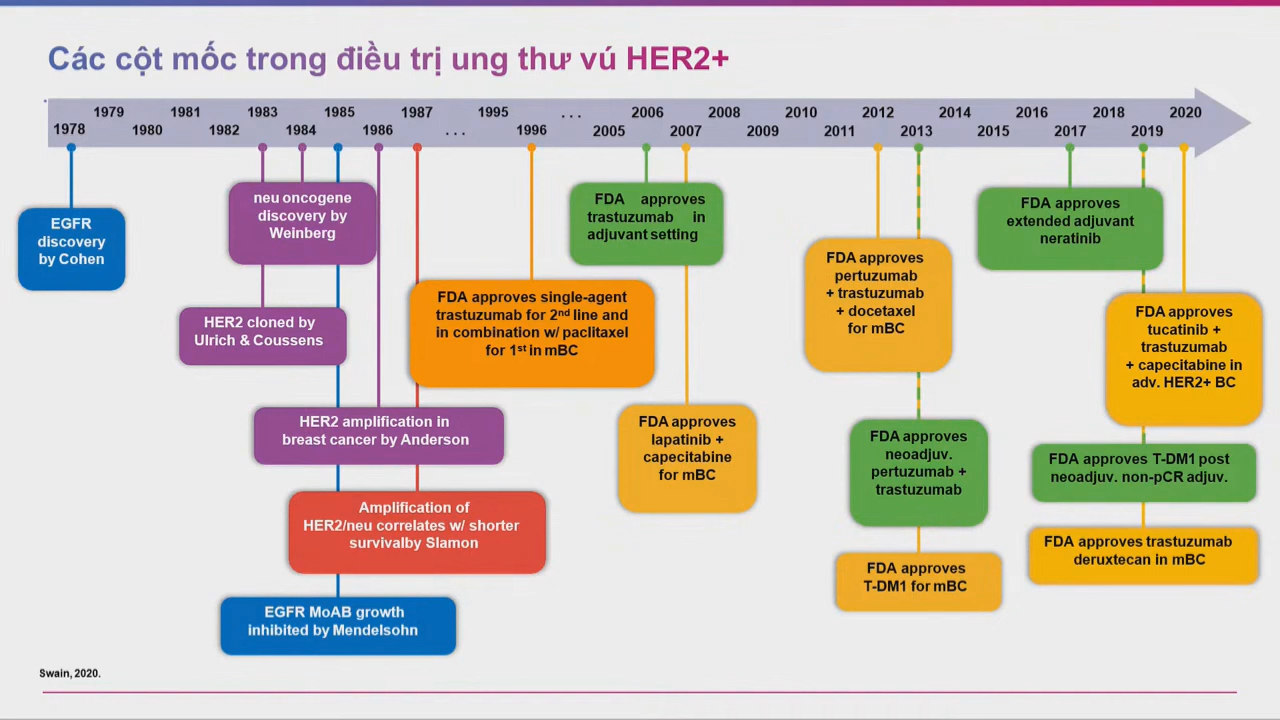 Các cột mốc trong điều trị ung thư vú HER2+
1979 1981 1983 1985 1987 1995 ... 2006 2008 2010 2012 2014 2016 2018 2020
1978 1980 1982 1984 1986 ... 1996 2005 2007 2009 2011 2013 2015 2017 2019
EGFR
discovery
by Cohen
neu oncogene
discovery by
Weinberg
HER2 cloned by
Ulrich & Coussens
HER2 amplification in
breast cancer by Anderson
Amplification of
HER2/neu correlates w/ shorter
survivalby Slamon
EGFR MoAB growth
inhibited by Mendelsohn
FDA approves single-agent
trastuzumab for 2nd line and
in combination w/ paclitaxel
for 1st in mBC
FDA approves
trastuzumab in
adjuvant setting
FDA approves
lapatinib +
capecitabine
for mBC
FDA approves
pertuzumab
+ trastuzumab
+ docetaxel
for mBC
FDA approves
neoadjuv.
pertuzumab +
trastuzumab
FDA approves
T-DM1 for mBC
FDA approves
extended adjuvant
neratinib
FDA approves
tucatinib +
trastuzumab
+ capecitabine in
adv. HER2+ BC
FDA approves T-DM1 post
neoadjuv. non-pCR adjuv.
FDA approves trastuzumab
deruxtecan in mBC
Swain, 2020.